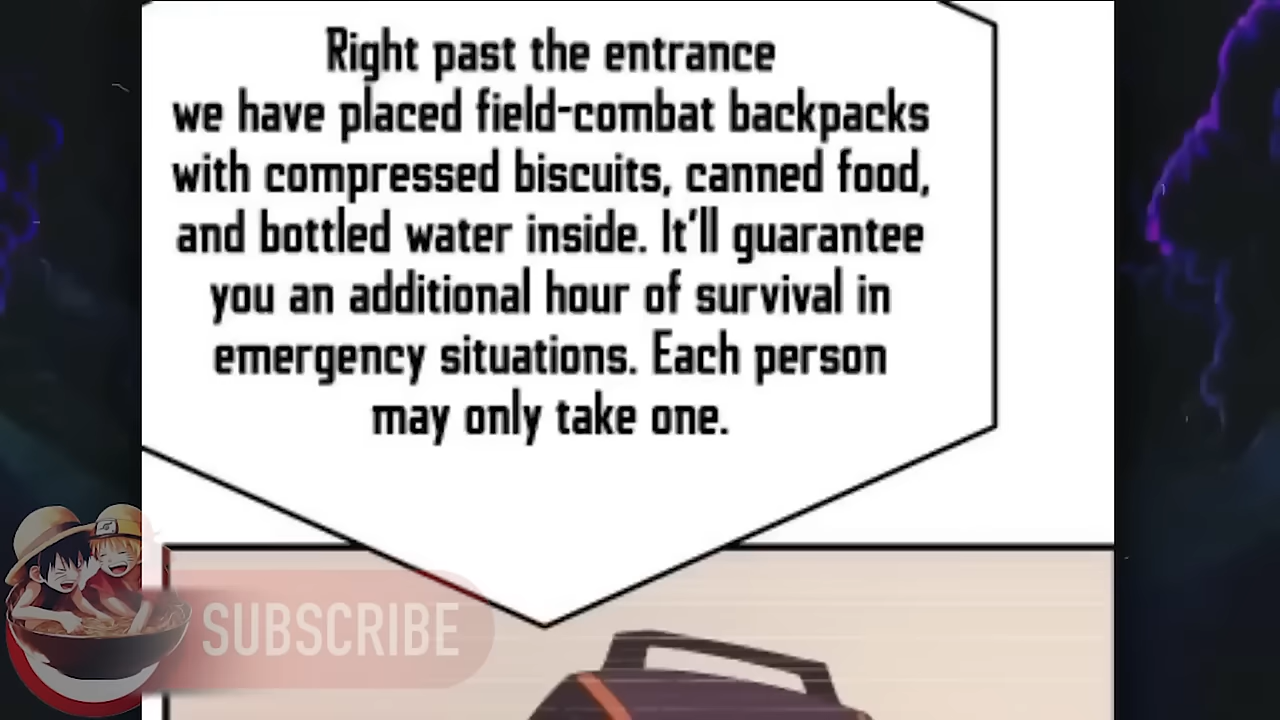 Right past the entrance
we have placed field-combat backpacks
with compressed biscuits, canned food,
and bottled water inside. It'll guarantee
you an additional hour of survival in
emergency situations. Each person
may only take one.
SUBSCRIBE